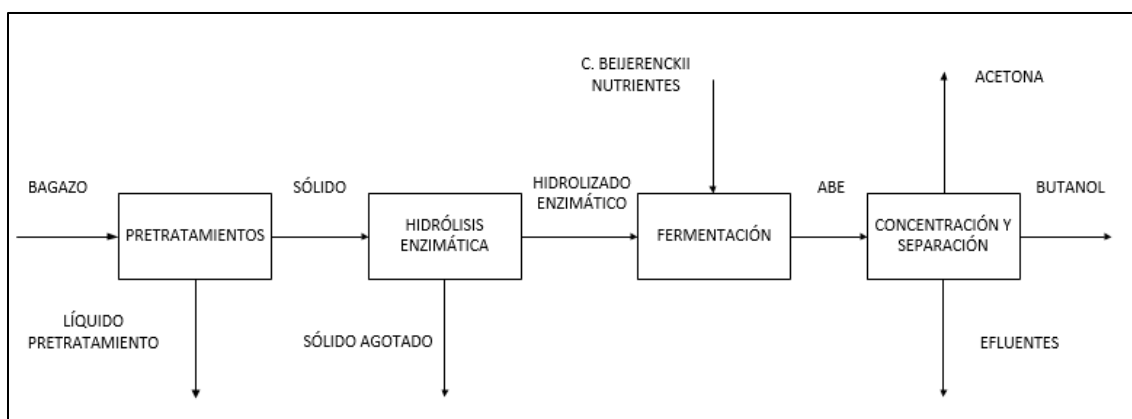 C. BEIJERENCKII
NUTRIENTES
ACETONA
BAGAZO
SÓLIDO
HIDROLIZADO
ENZIMÁTICO
ABE
BUTANOL
PRETRATAMIENTOS
HIDRÓLISIS
ENZIMÁTICA
FERMENTACIÓN
CONCENTRACIÓN Y
SEPARACIÓN
LÍQUIDO
PRETRATAMIENTO
SÓLIDO AGOTADO
EFLUENTES